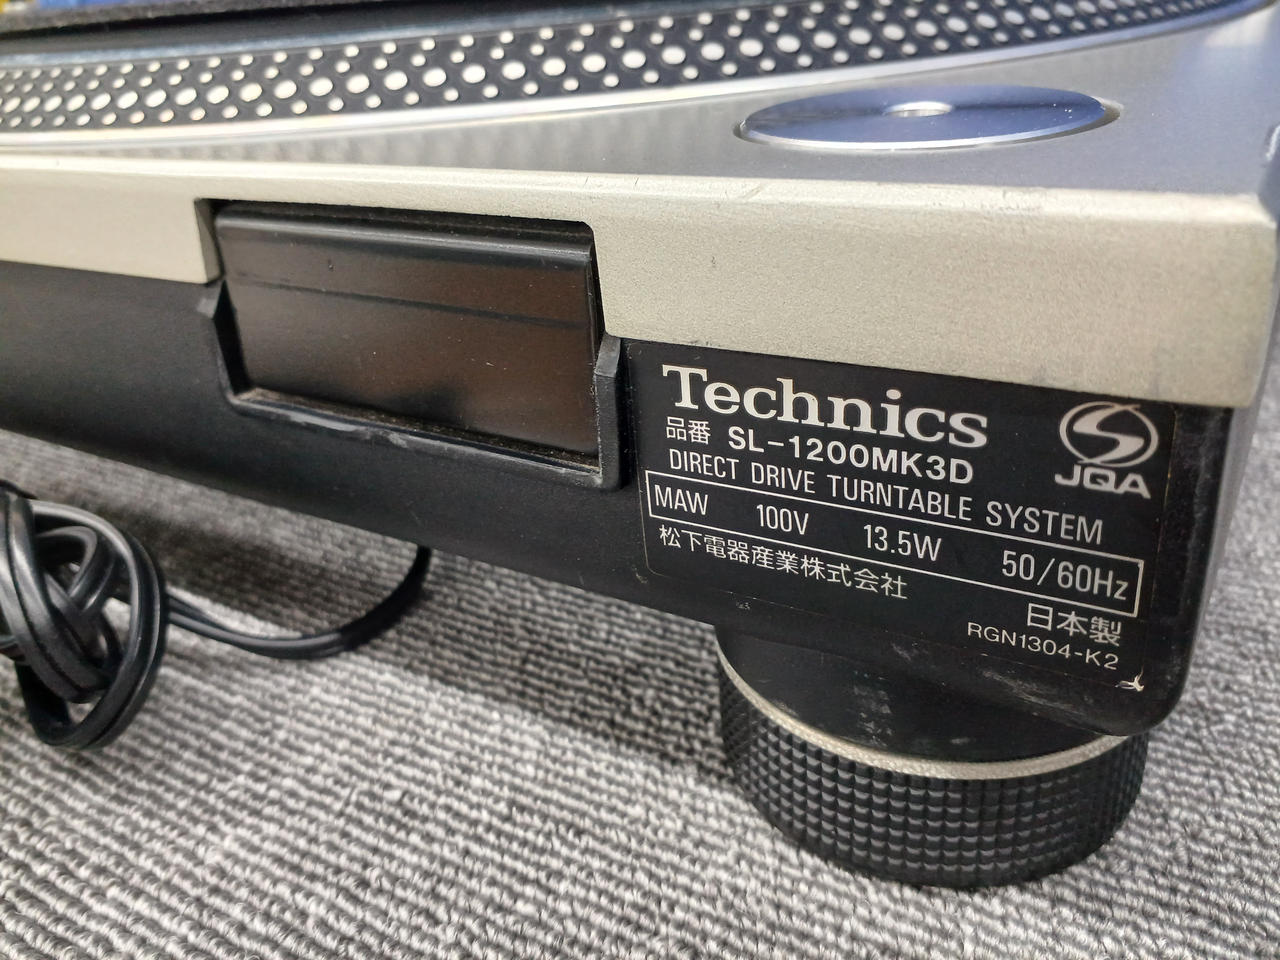 Technics
品番 SL-1200MK3D
JQA
DIRECT DRIVE TURNTABLE SYSTEM
MAW 100V 13.5W 50/60Hz
松下電器産業株式会社
日本製
RGN1304-K2